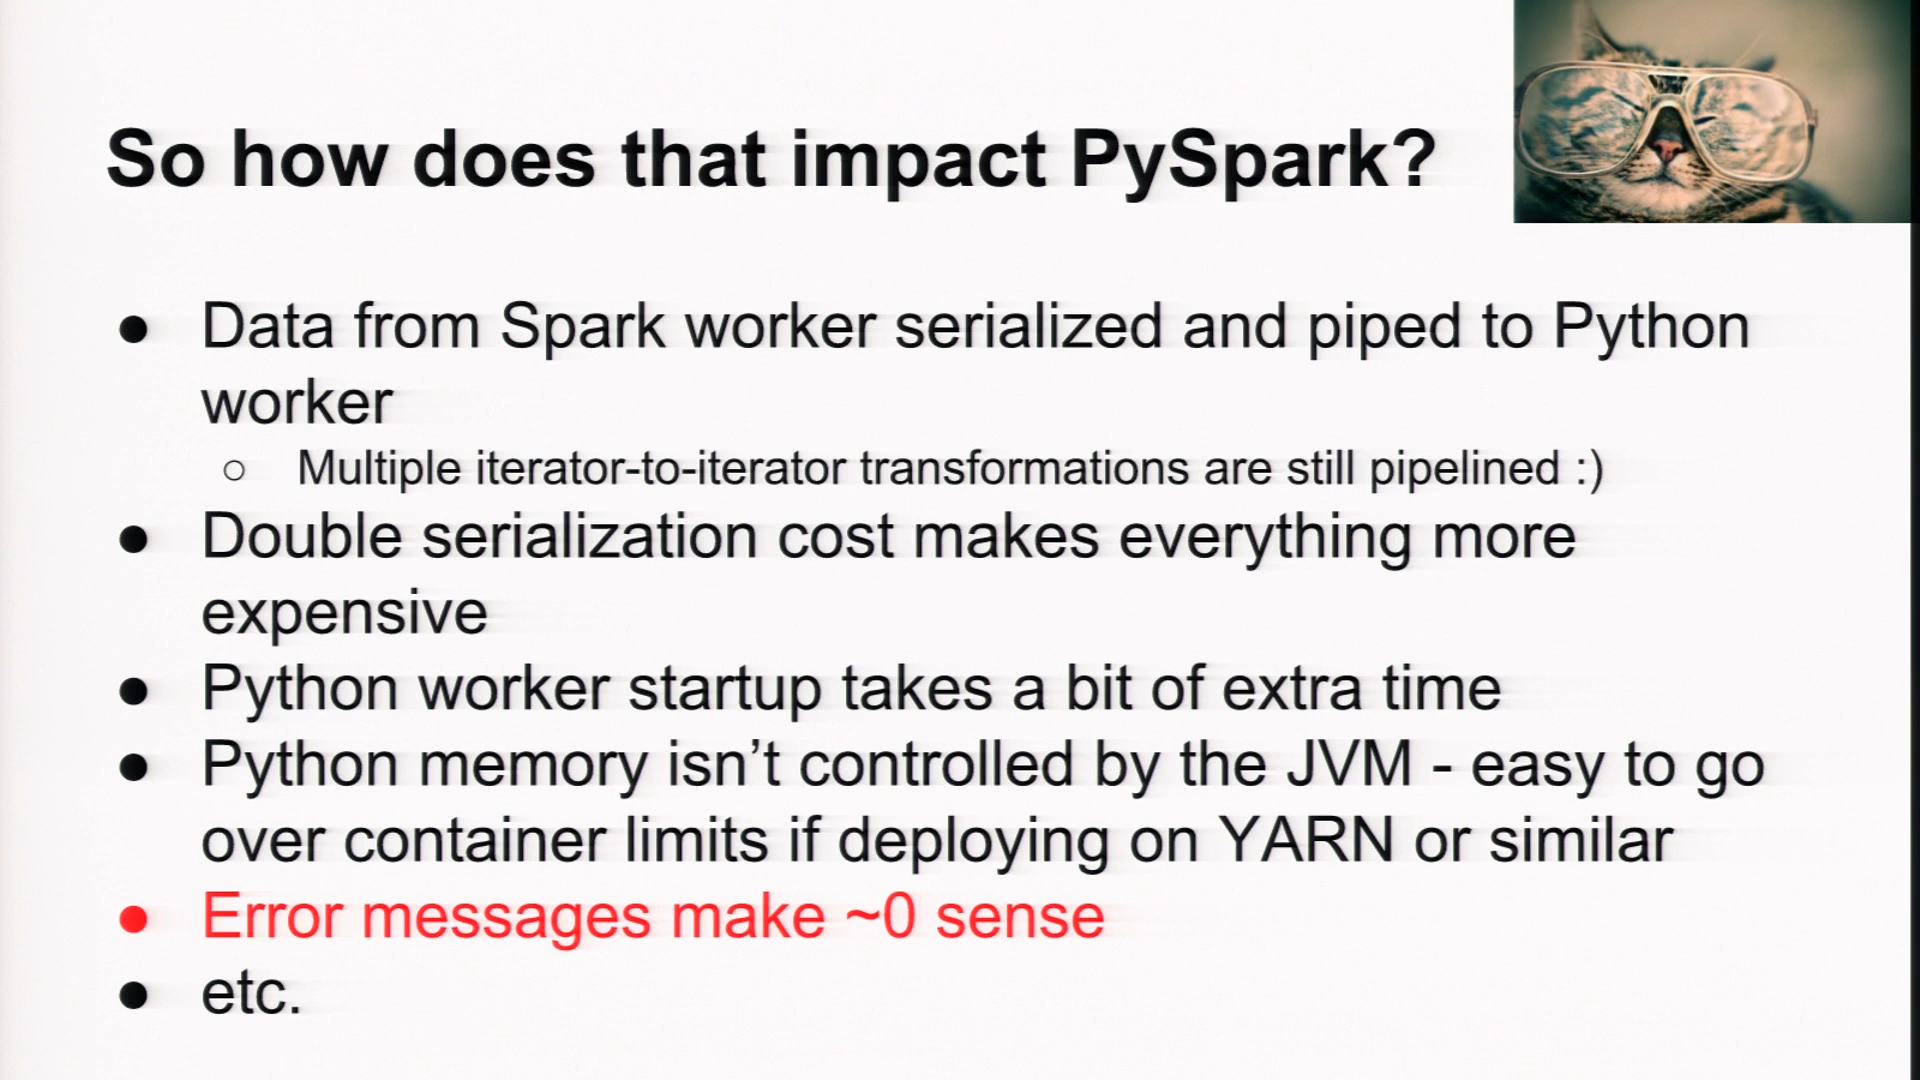 So how does that impact PySpark?
● Data from Spark worker serialized and piped to Python
worker
○ Multiple iterator-to-iterator transformations are still pipelined :)
● Double serialization cost makes everything more
expensive
● Python worker startup takes a bit of extra time
● Python memory isn’t controlled by the JVM - easy to go
over container limits if deploying on YARN or similar
● Error messages make ~0 sense
● etc.